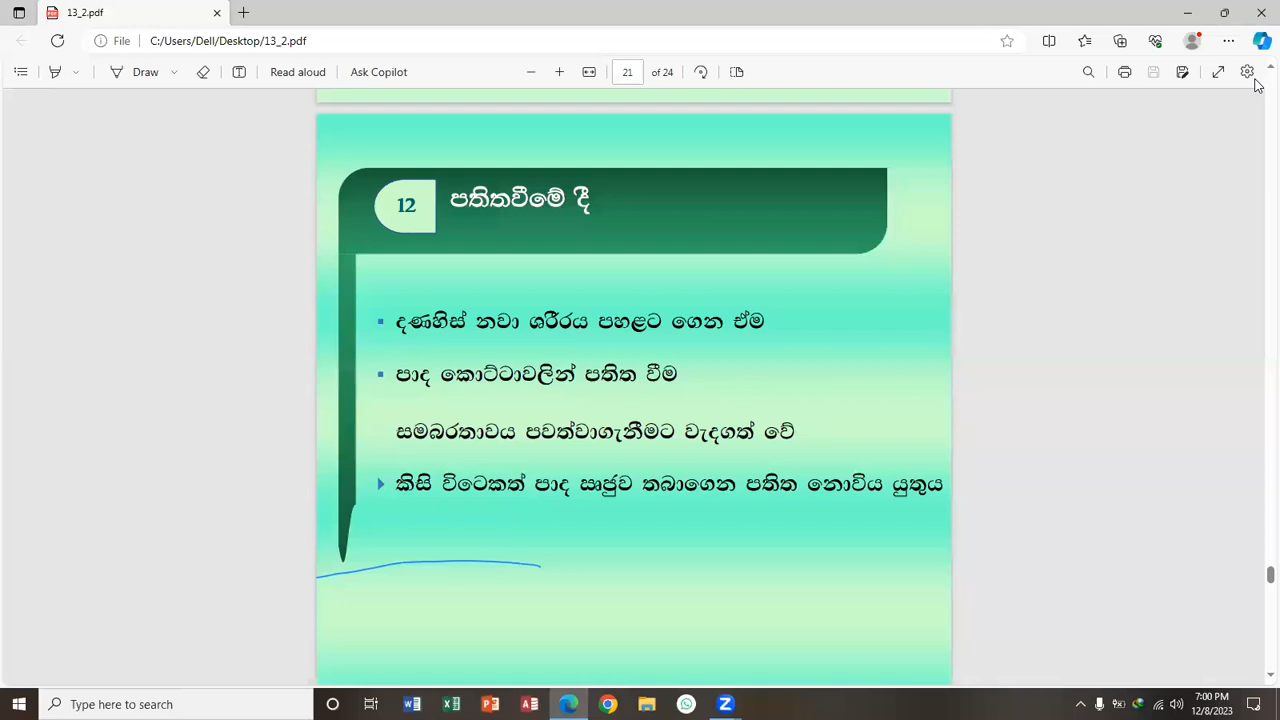 13_2.pdf
File C:/Users/Dell/Desktop/13_2.pdf
Draw Read aloud Ask Copilot 21 of 24
12 පතිතවීමේ දී
දණහිස් නවා ශරීරය පහළට ගෙන ඒම
පාද කොට්ටාවලින් පතිත වීම
සමබරතාවය පවත්වාගැනීමට වැදගත් වේ
කිසි විටෙකත් පාද ඍජුව තබාගෙන පතිත නොවිය යුතුය
Type here to search
7:00 PM
12/8/2023